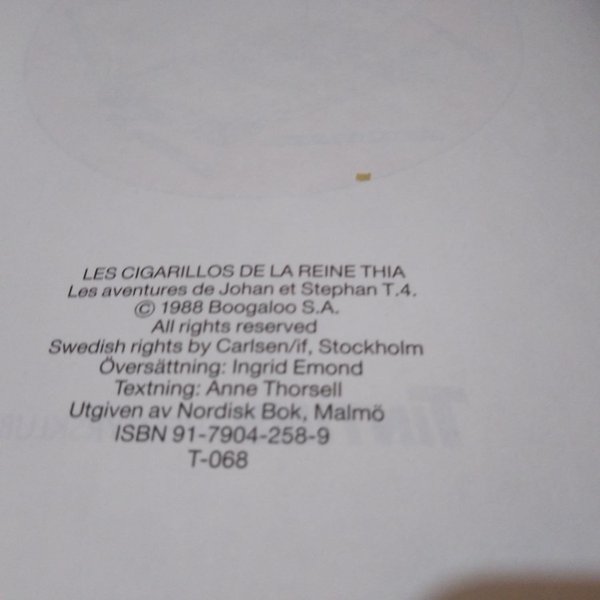 LES CIGARILLOS DE LA REINE THIA
Les aventures de Johan et Stephan T.4.
© 1988 Boogaloo S.A.
All rights reserved
Swedish rights by Carlsen/if, Stockholm
Översättning: Ingrid Emond
Textning: Anne Thorsell
Utgiven av Nordisk Bok, Malmö
ISBN 91-7904-258-9
T-068